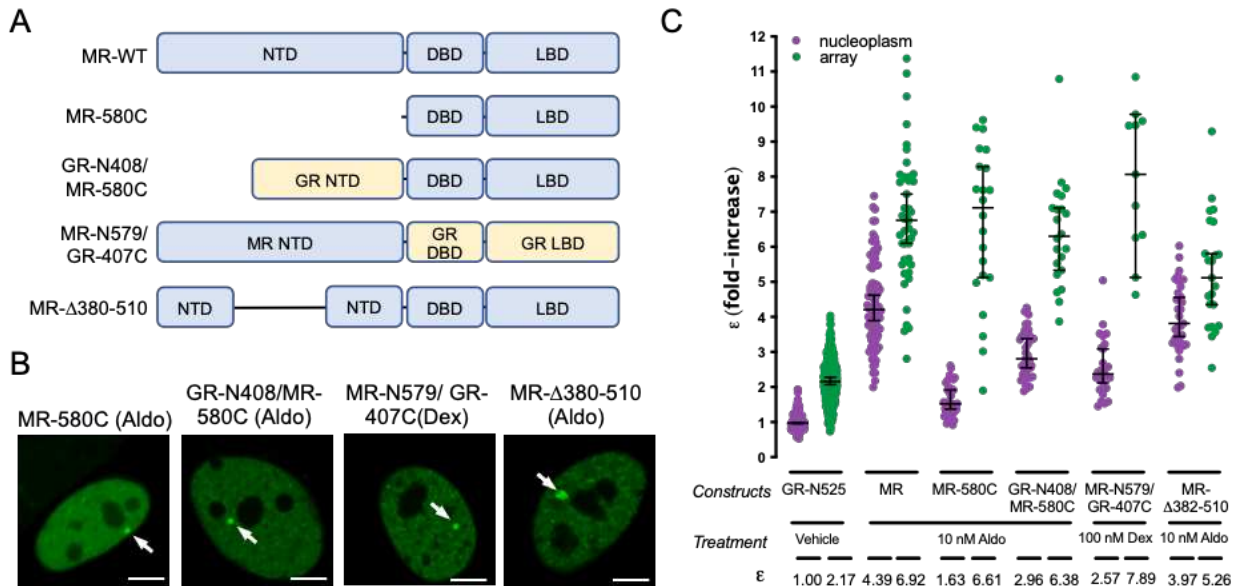 A
MR-WT
NTD
DBD
LBD
MR-580C
DBD
LBD
GR-N408/
MR-580C
GR NTD
DBD
LBD
MR-N579/
GR-407C
MR NTD
GR
DBD
GR LBD
MR-Δ380-510
NTD
NTD
DBD
LBD
B
MR-580C (Aldo)
GR-N408/MR-
580C (Aldo)
MR-N579/ GR-
407C(Dex)
MR-Δ380-510
(Aldo)
C
nucleoplasm
array
ε (fold-increase)
12
11
10
9
8
7
6
5
4
3
2
1
0
Constructs
GR-N525
MR
MR-580C
GR-N408/
MR-580C
MR-N579/
GR-407C
MR-
Δ382-510
Treatment
Vehicle
10 nM Aldo
100 nM Dex
10 nM Aldo
ε
1.00 2.17 4.39 6.92 1.63 6.61 2.96 6.38 2.57 7.89 3.97 5.26